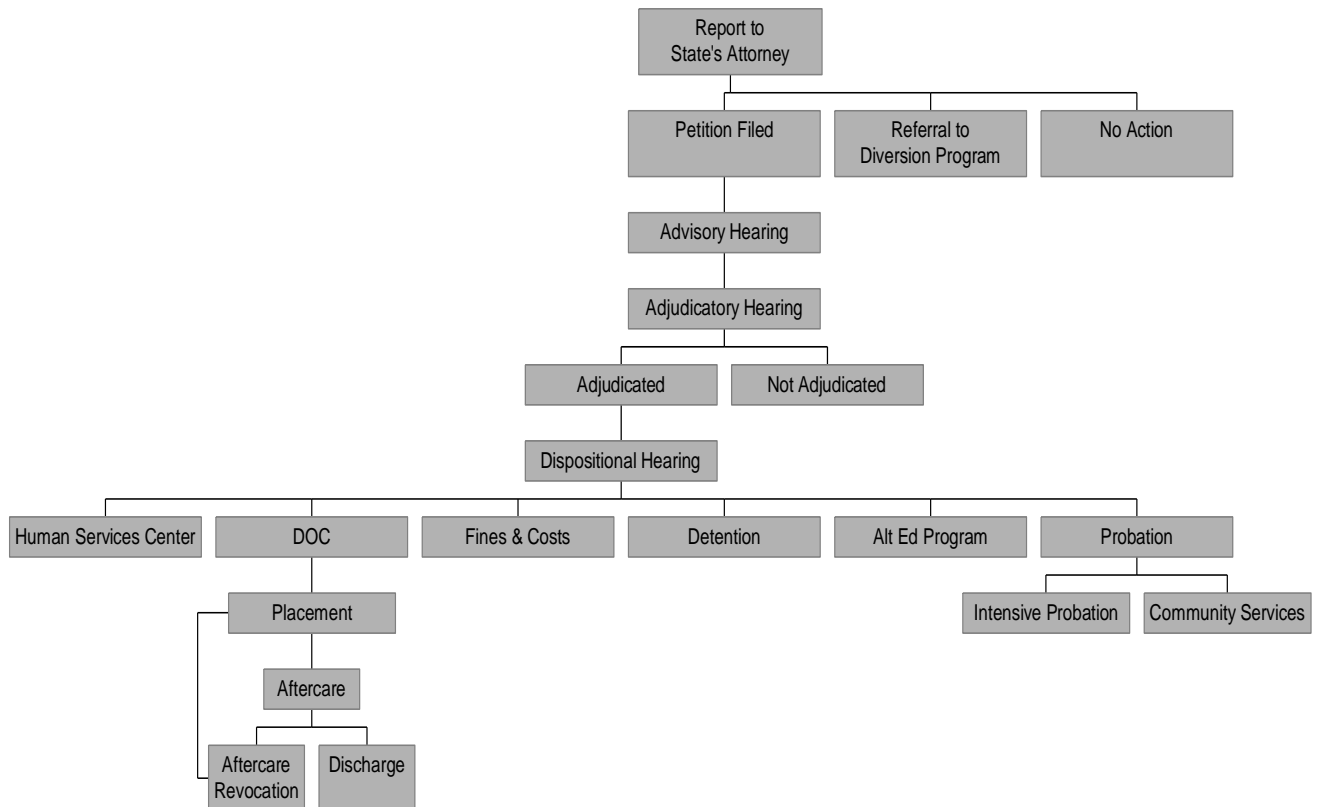 Report to
State's Attorney
Petition Filed
Referral to
Diversion Program
No Action
Advisory Hearing
Adjudicatory Hearing
Adjudicated
Not Adjudicated
Dispositional Hearing
Human Services Center
DOC
Fines & Costs
Detention
Alt Ed Program
Probation
Placement
Intensive Probation
Community Services
Aftercare
Aftercare
Revocation
Discharge